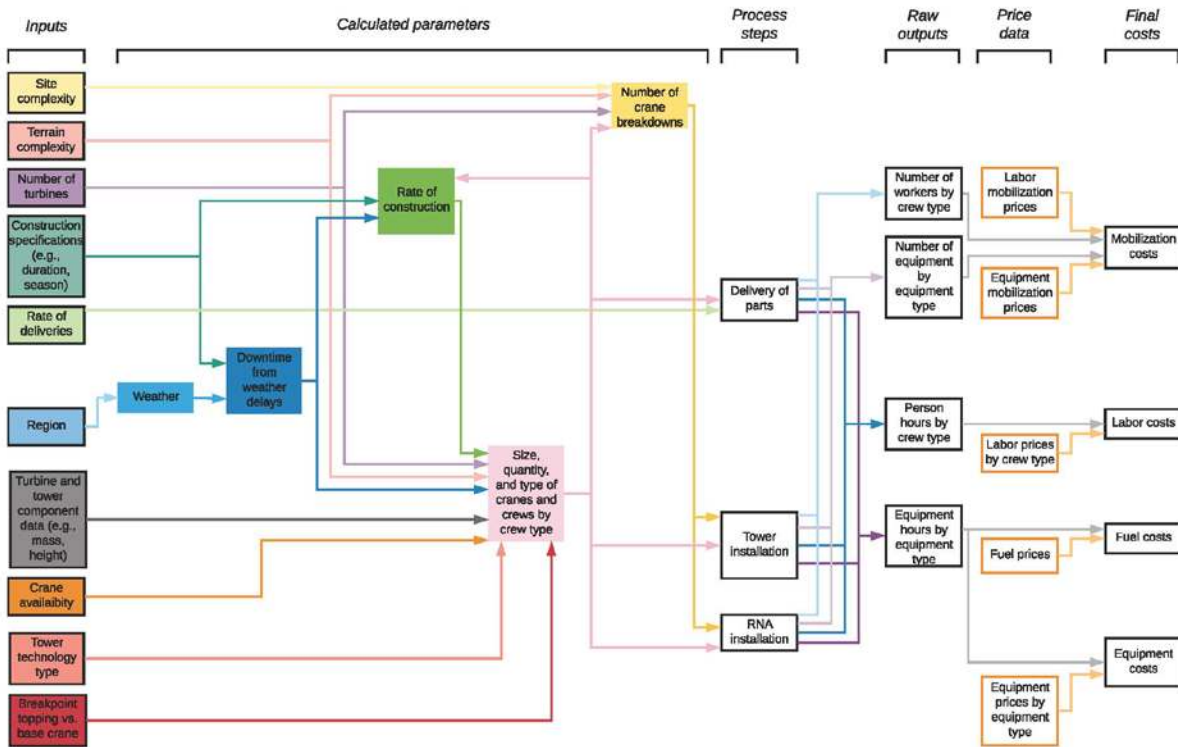 Inputs
Calculated parameters
Process
steps
Raw
outputs
Price
data
Final
costs
Site
complexity
Terrain
complexity
Number of
turbines
Construction
specifications
(e.g.,
duration,
season)
Rate of
deliveries
Region
Turbine and
tower
component
data (e.g.,
mass,
height)
Crane
availaibity
Tower
technology
type
Breakpoint
topping vs.
base crane
Weather
Downtime
from
weather
delays
Rate of
construction
Size,
quantity,
and type of
cranes and
crews by
crew type
Number of
crane
breakdowns
Delivery of
parts
Tower
installation
RNA
installation
Number of
workers by
crew type
Number of
equipment
by
equipment
type
Person
hours by
crew type
Equipment
hours by
equipment
type
Labor
mobilization
prices
Equipment
mobilization
prices
Labor prices
by crew type
Fuel prices
Equipment
prices by
equipment
type
Mobilization
costs
Labor costs
Fuel costs
Equipment
costs